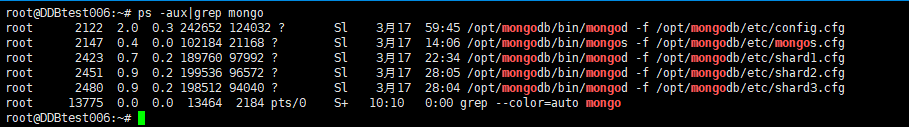 root@DDBtest006:~# ps -aux|grep mongo
root 2122 2.0 0.3 242652 124032 ? Sl 3月17 59:45 /opt/mongodb/bin/mongod -f /opt/mongodb/etc/config.cfg
root 2147 0.4 0.0 102184 21168 ? Sl 3月17 14:06 /opt/mongodb/bin/mongos -f /opt/mongodb/etc/mongos.cfg
root 2423 0.7 0.2 189760 97992 ? Sl 3月17 22:34 /opt/mongodb/bin/mongod -f /opt/mongodb/etc/shard1.cfg
root 2451 0.9 0.2 199536 96572 ? Sl 3月17 28:05 /opt/mongodb/bin/mongod -f /opt/mongodb/etc/shard2.cfg
root 2480 0.9 0.2 198512 94040 ? Sl 3月17 28:04 /opt/mongodb/bin/mongod -f /opt/mongodb/etc/shard3.cfg
root 13775 0.0 0.0 13464 2184 pts/0 S+ 10:10 0:00 grep --color=auto mongo
root@DDBtest006:~#